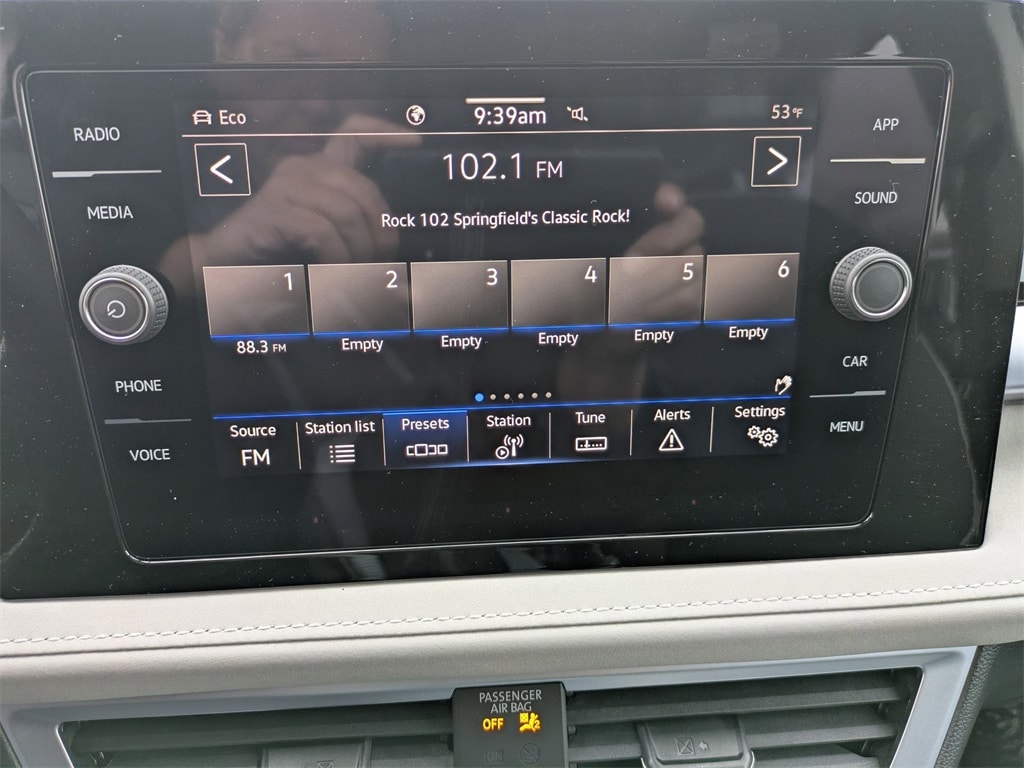 RADIO
MEDIA
PHONE
VOICE
Eco 9:39am 53°F
< 102.1 FM >
Rock 102 Springfield's Classic Rock!
1 2 3 4 5 6
88.3 FM Empty Empty Empty Empty Empty
Source Station list Presets Station Tune Alerts Settings
FM
APP
SOUND
CAR
MENU
PASSENGER
AIR BAG
OFF